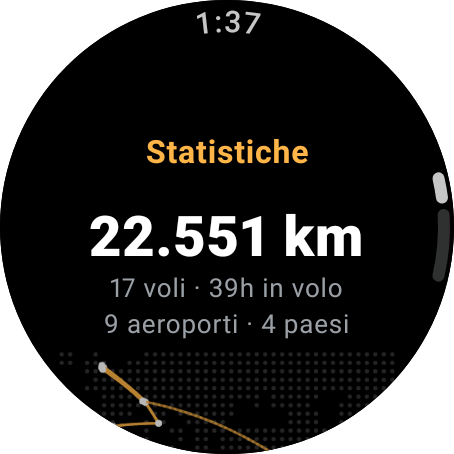 1:37
Statistiche
22.551 km
17 voli · 39h in volo
9 aeroporti · 4 paesi